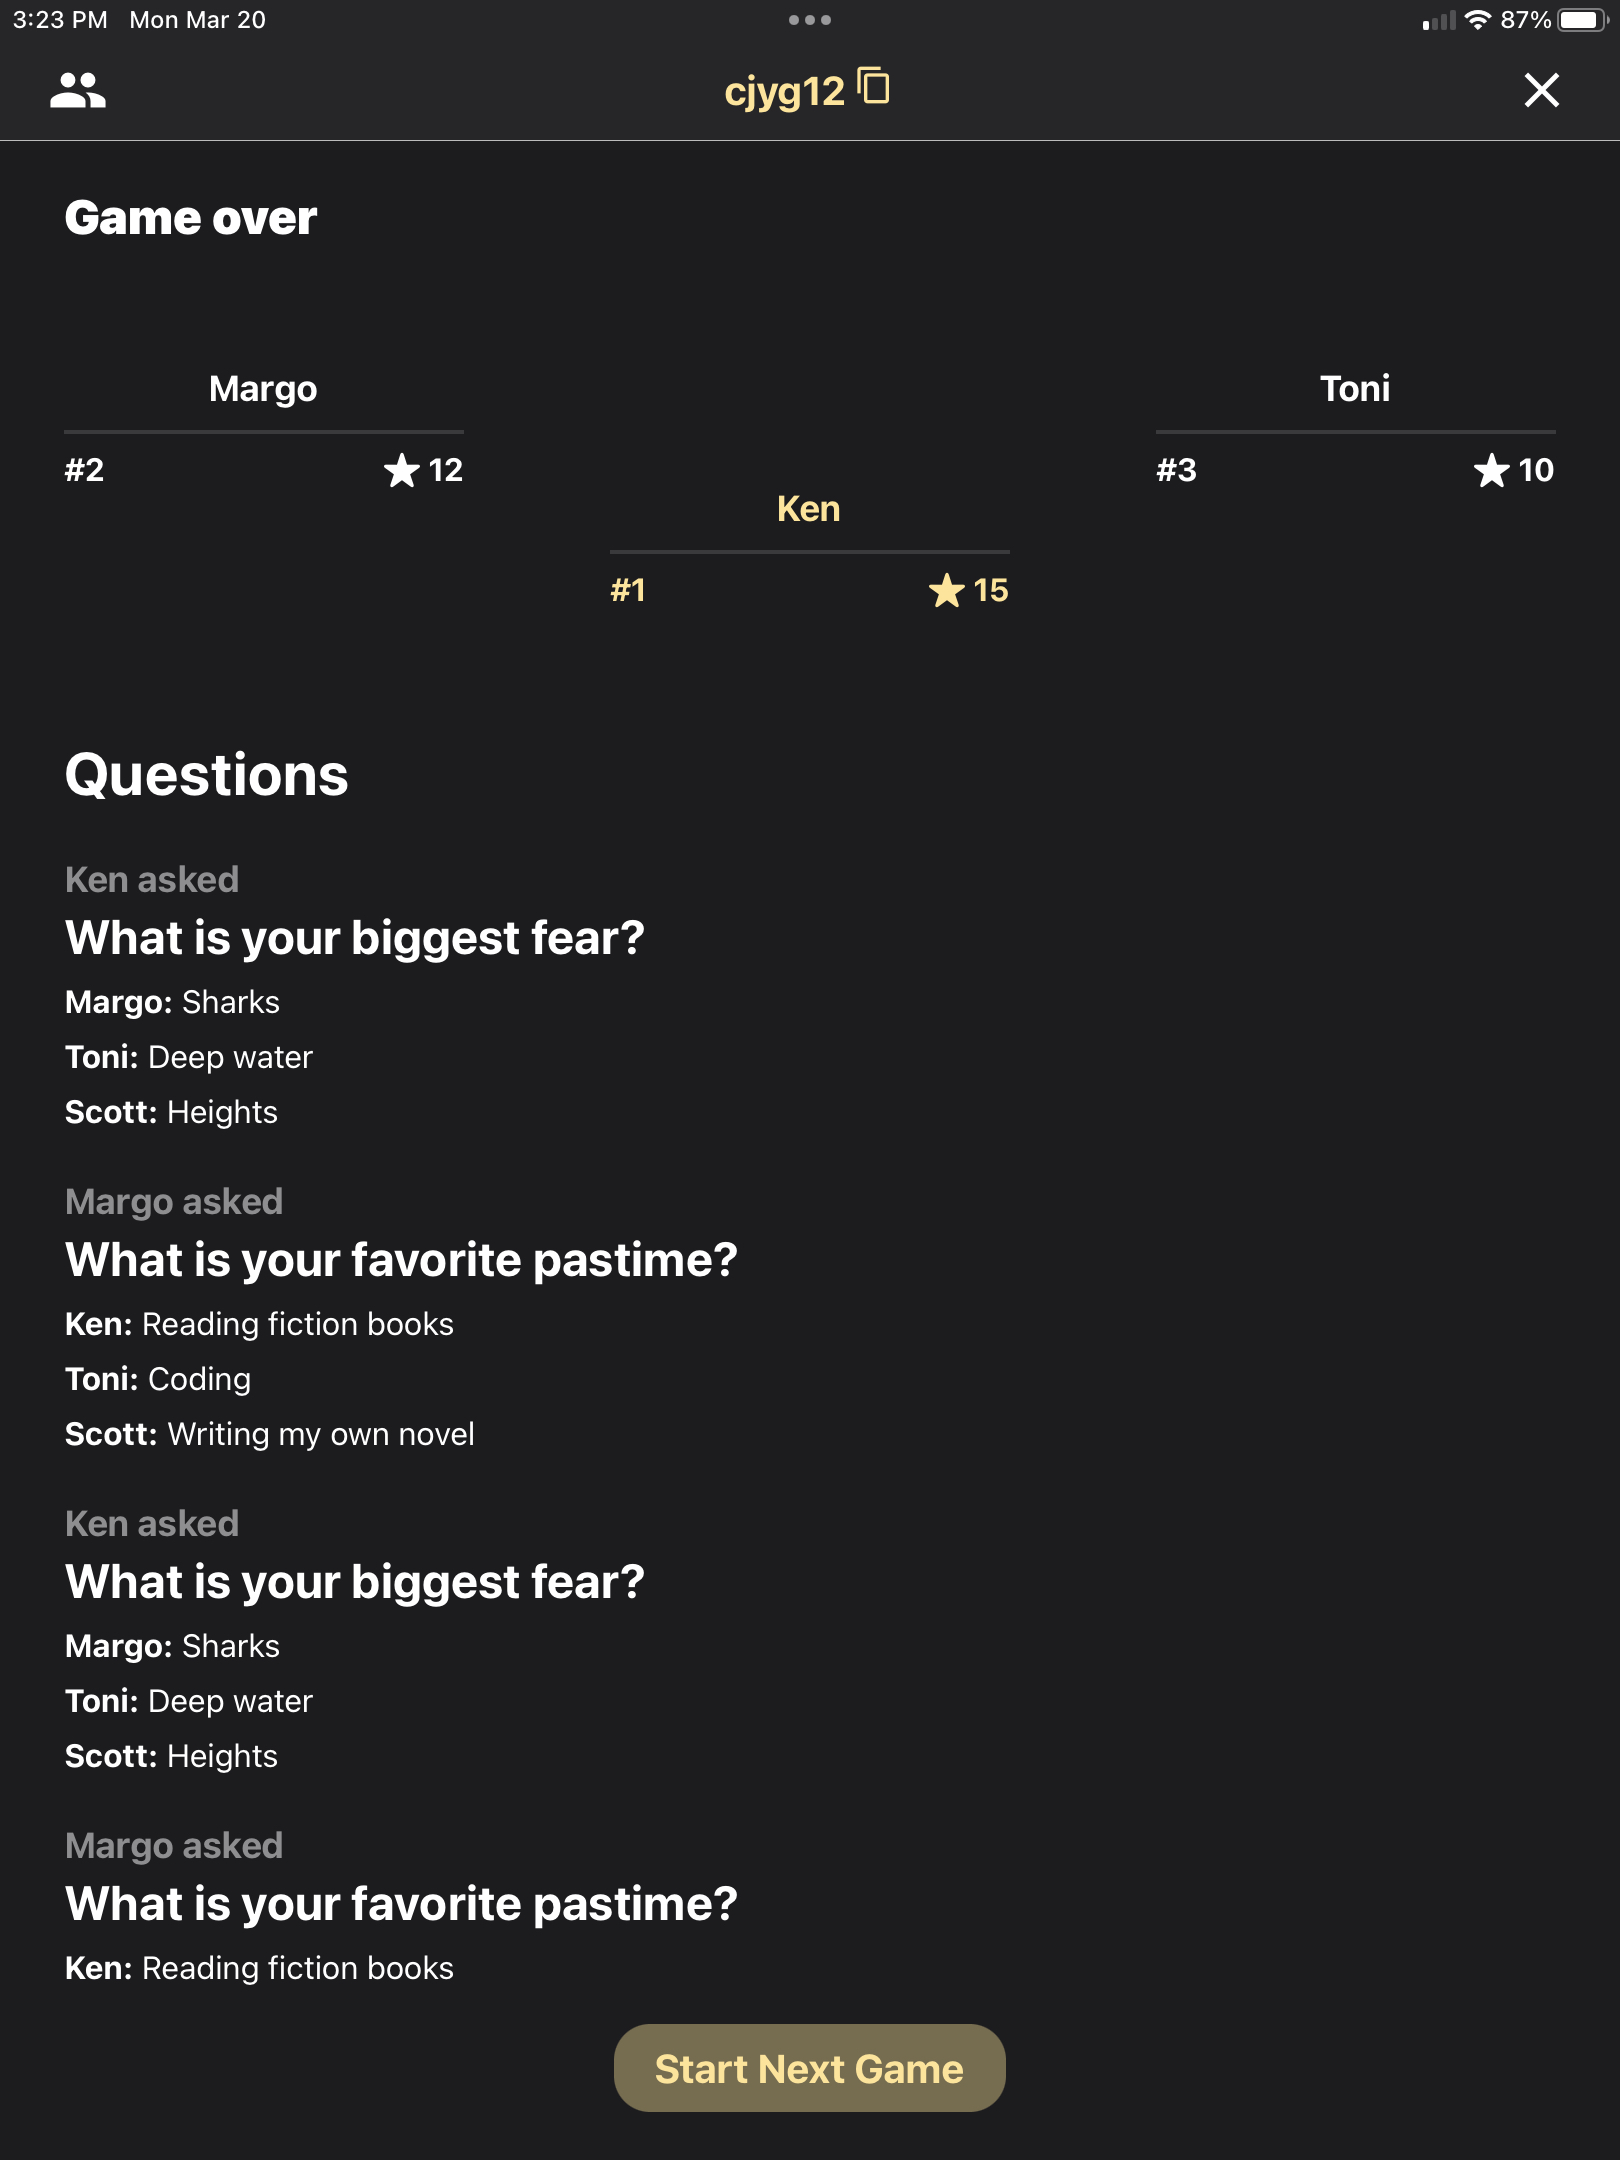 3:23 PM Mon Mar 20
87%
cjyg12
Game over
Margo
#2 12
Toni
#3 10
Ken
#1 15
Questions
Ken asked
What is your biggest fear?
Margo: Sharks
Toni: Deep water
Scott: Heights
Margo asked
What is your favorite pastime?
Ken: Reading fiction books
Toni: Coding
Scott: Writing my own novel
Ken asked
What is your biggest fear?
Margo: Sharks
Toni: Deep water
Scott: Heights
Margo asked
What is your favorite pastime?
Ken: Reading fiction books
Start Next Game